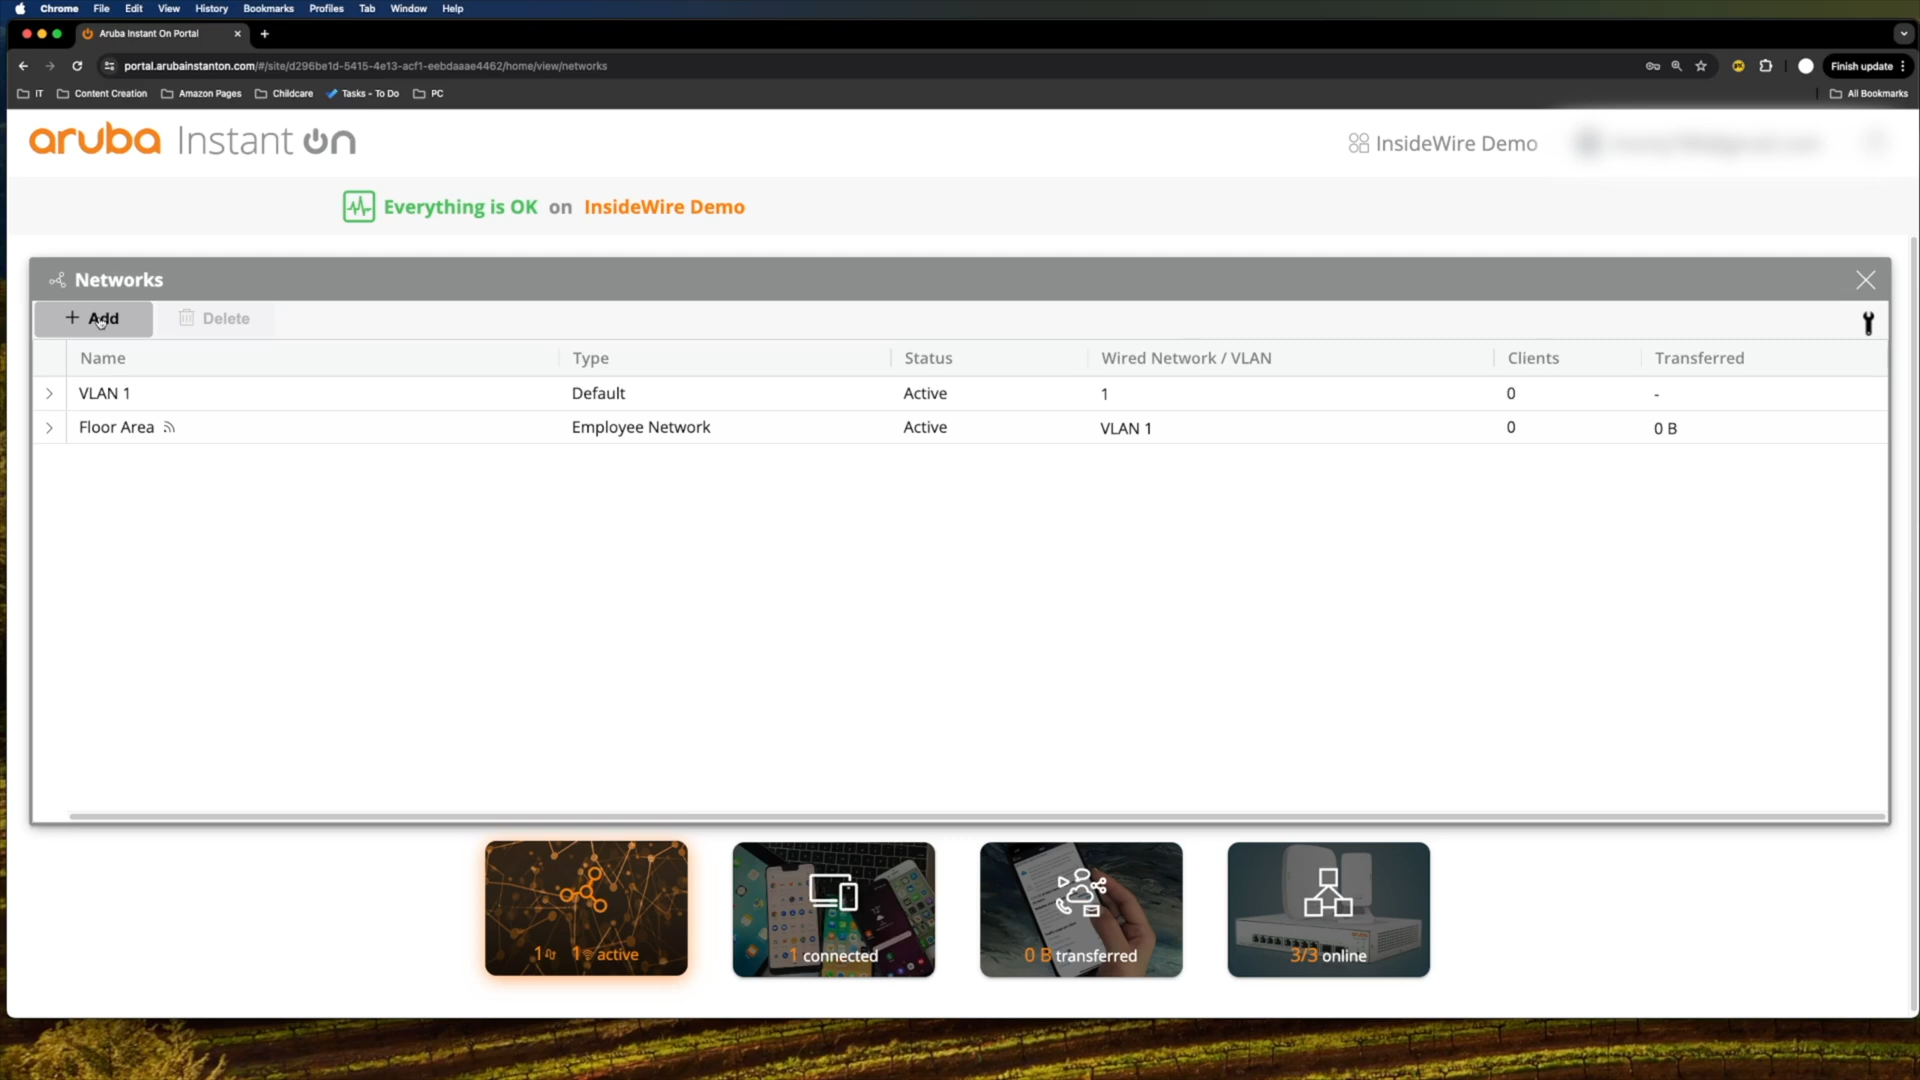 Chrome File Edit View History Bookmarks Profiles Tab Window Help
Aruba Instant On Portal
portal.arubainstanton.com/#/site/d296be1d-5415-4e13-acf1-eebdaaae4462/home/view/networks
Finish update
IT Content Creation Amazon Pages Childcare Tasks - To Do PC All Bookmarks
aruba Instant On
InsideWire Demo
Everything is OK on InsideWire Demo
Networks
+ Add Delete
Name Type Status Wired Network / VLAN Clients Transferred
VLAN 1 Default Active 1 0 -
Floor Area Employee Network Active VLAN 1 0 0 B
1 1 active
1 connected
0 B transferred
3/3 online